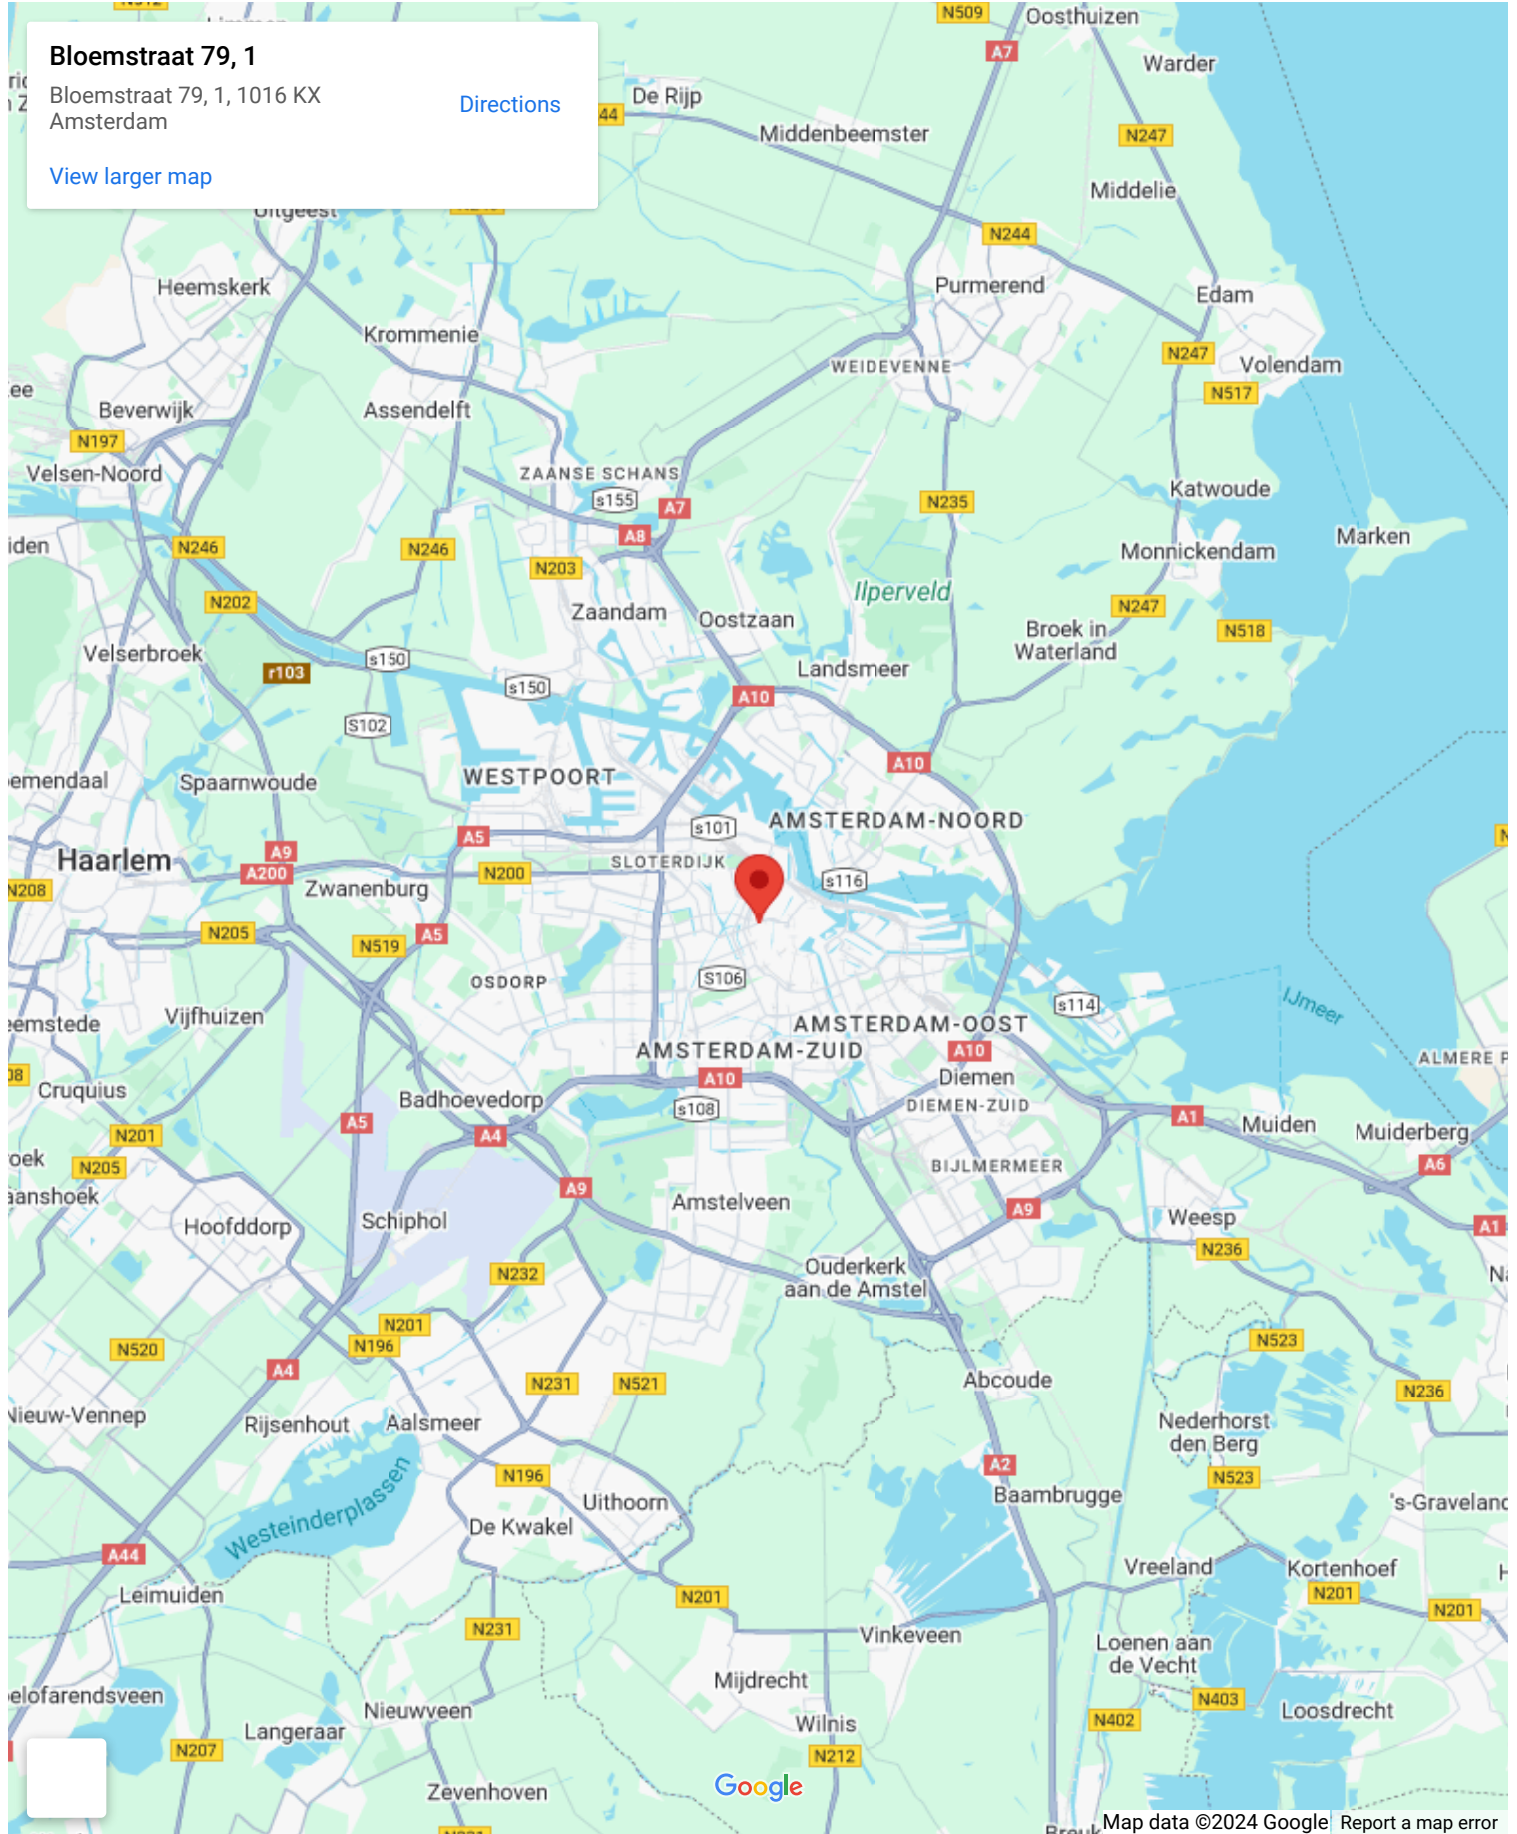 N509
Oosthuizen
A7
Warder
Bloemstraat 79, 1
Bloemstraat 79, 1, 1016 KX
Amsterdam
Directions
View larger map
De Rijp
44
Middenbeemster
N247
Middelie
Uitgeest
N244
Heemskerk
Purmerend
Edam
Krommenie
N247
WEIDEVENNE
Volendam
N517
Beverwijk
Assendelft
N197
Velsen-Noord
ZAANSE SCHANS
s155
A7
N235
Katwoude
A8
Marken
N246
N246
Monnickendam
N203
Ilperveld
N202
Zaandam
Oostzaan
N247
Broek in
Waterland
N518
Velserbroek
s150
r103
Landsmeer
s150
A10
S102
A10
Spaarnwoude
WESTPOORT
A5
s101
AMSTERDAM-NOORD
Haarlem
A9
A200
N200
SLOTERDIJK
s116
N208
Zwanenburg
N205
A5
N519
OSDORP
S106
IJmeer
s114
Vijfhuizen
AMSTERDAM-OOST
AMSTERDAM-ZUID
A10
ALMERE P
A10
Diemen
Cruquius
Badhoevedorp
s108
DIEMEN-ZUID
A5
A1
Muiden
N201
A4
Muiderberg
N205
A6
BIJLMERMEER
A9
Amstelveen
A9
Hoofddorp
Schiphol
Weesp
A1
N236
N232
Ouderkerk
aan de Amstel
N201
N196
N520
N523
A4
N231
N521
Abcoude
N236
Nieuw-Vennep
Rijsenhout
Aalsmeer
Nederhorst
den Berg
A2
N196
N523
Westeinderplassen
Uithoorn
Baambrugge
's-Graveland
De Kwakel
A44
Vreeland
Kortenhoef
Leimuiden
N201
N201
N201
N231
Vinkeveen
Loenen aan
de Vecht
Mijdrecht
N403
Nieuwveen
Loosdrecht
Langeraar
Wilnis
N402
N207
N212
Zevenhoven
Google
Map data ©2024 Google
Report a map error